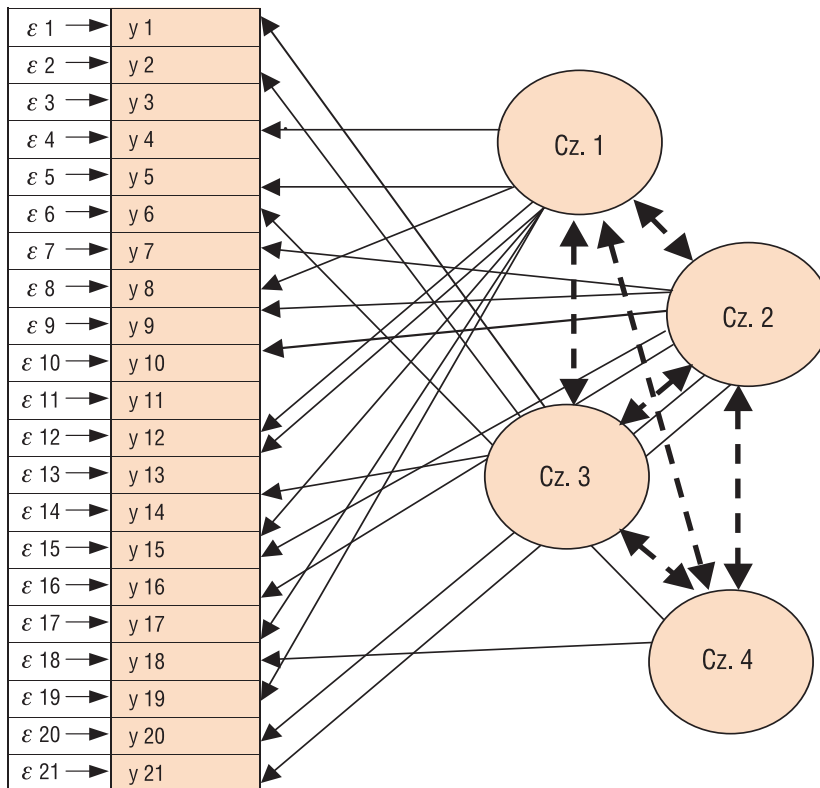 ε 1 y 1
ε 2 y 2
ε 3 y 3
ε 4 y 4
Cz. 1
ε 5 y 5
ε 6 y 6
ε 7 y 7
ε 8 y 8
ε 9 y 9
Cz. 2
ε 10 y 10
ε 11 y 11
ε 12 y 12
ε 13 y 13
Cz. 3
ε 14 y 14
ε 15 y 15
ε 16 y 16
ε 17 y 17
ε 18 y 18
Cz. 4
ε 19 y 19
ε 20 y 20
ε 21 y 21